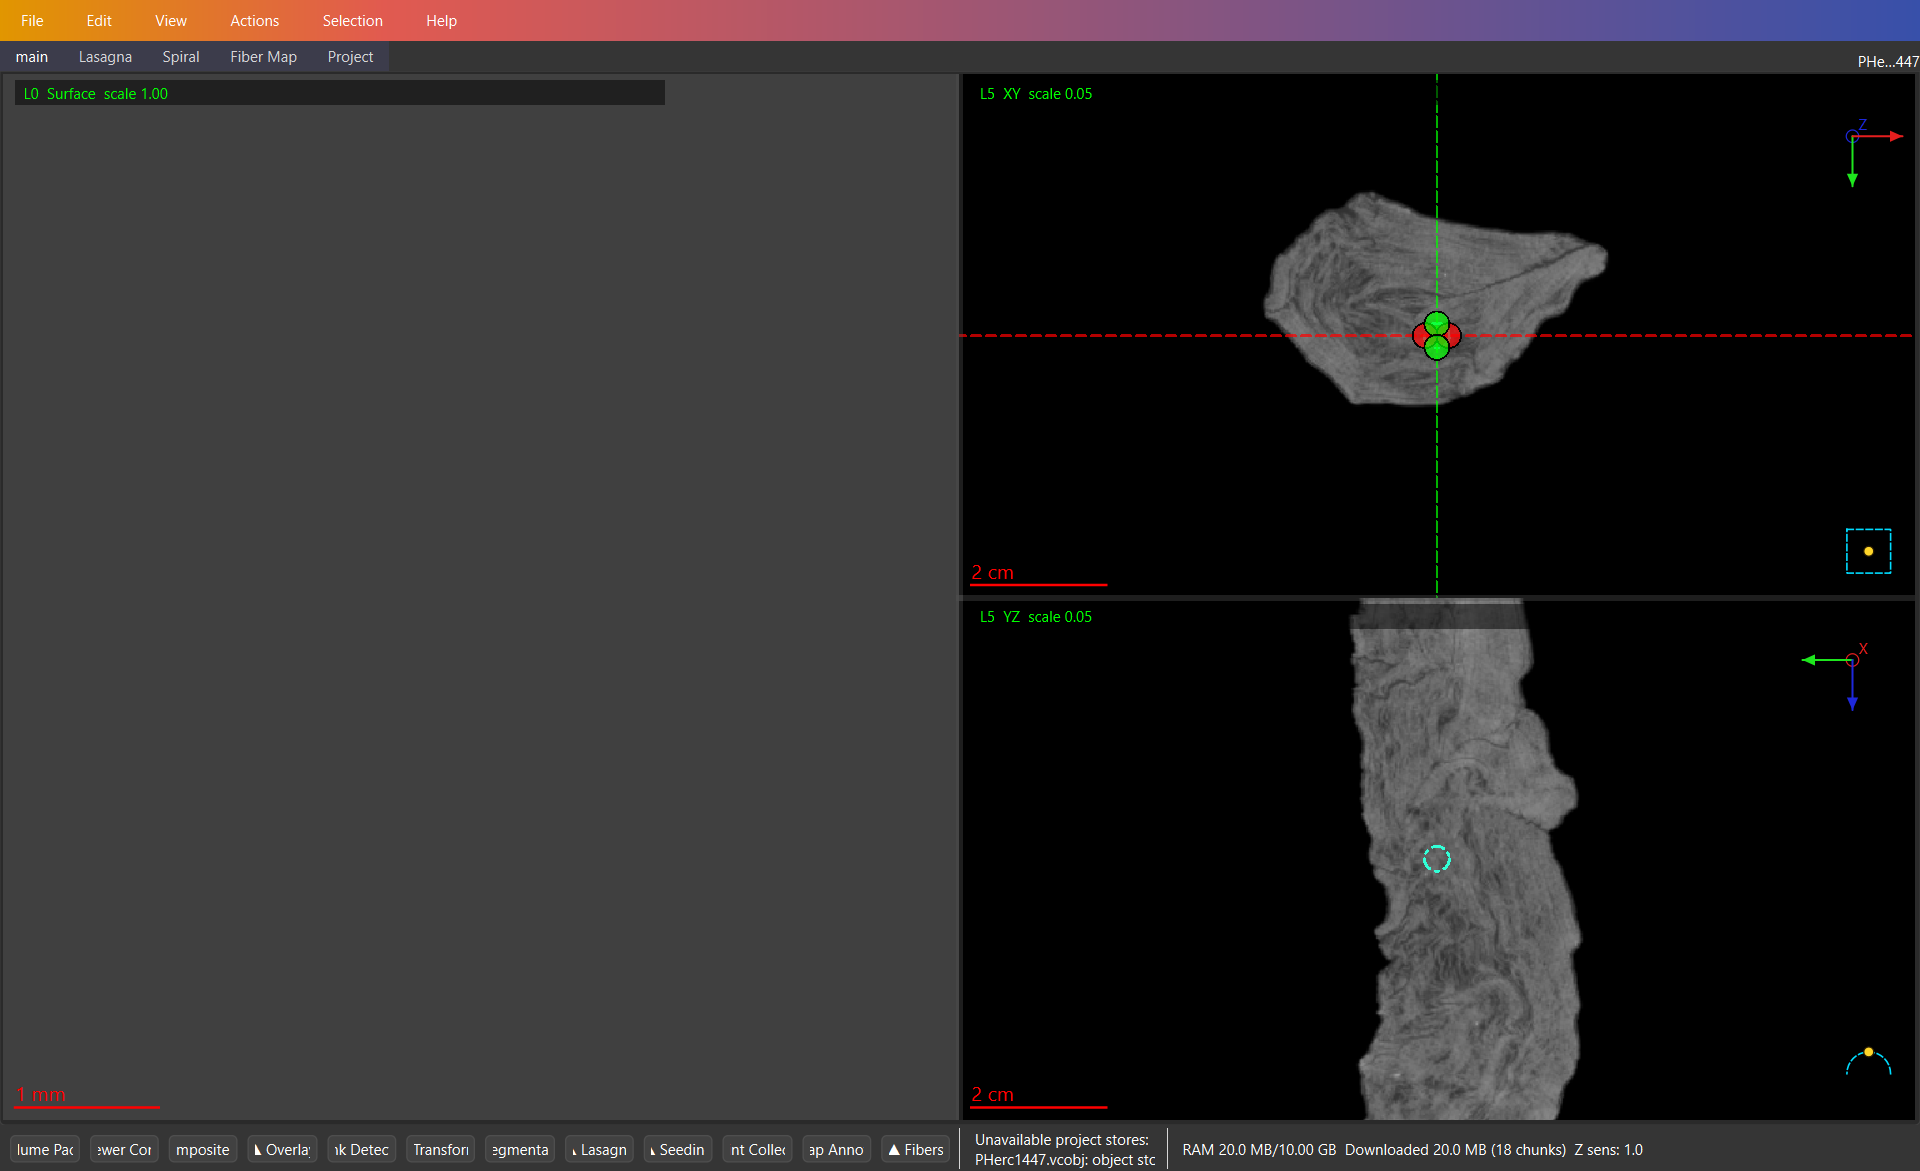 File Edit View Actions Selection Help
main Lasagna Spiral Fiber Map Project
PHe...447
L0 Surface scale 1.00
L5 XY scale 0.05
Z
2 cm
L5 YZ scale 0.05
X
1 mm
2 cm
lume Pac ewer Cor mposite Overlay nk Detec Transfor egmenta Lasagn Seedin nt Collec ap Anno ▲ Fibers
Unavailable project stores:
PHerc1447.vcobj: object stc
RAM 20.0 MB/10.00 GB Downloaded 20.0 MB (18 chunks) Z sens: 1.0